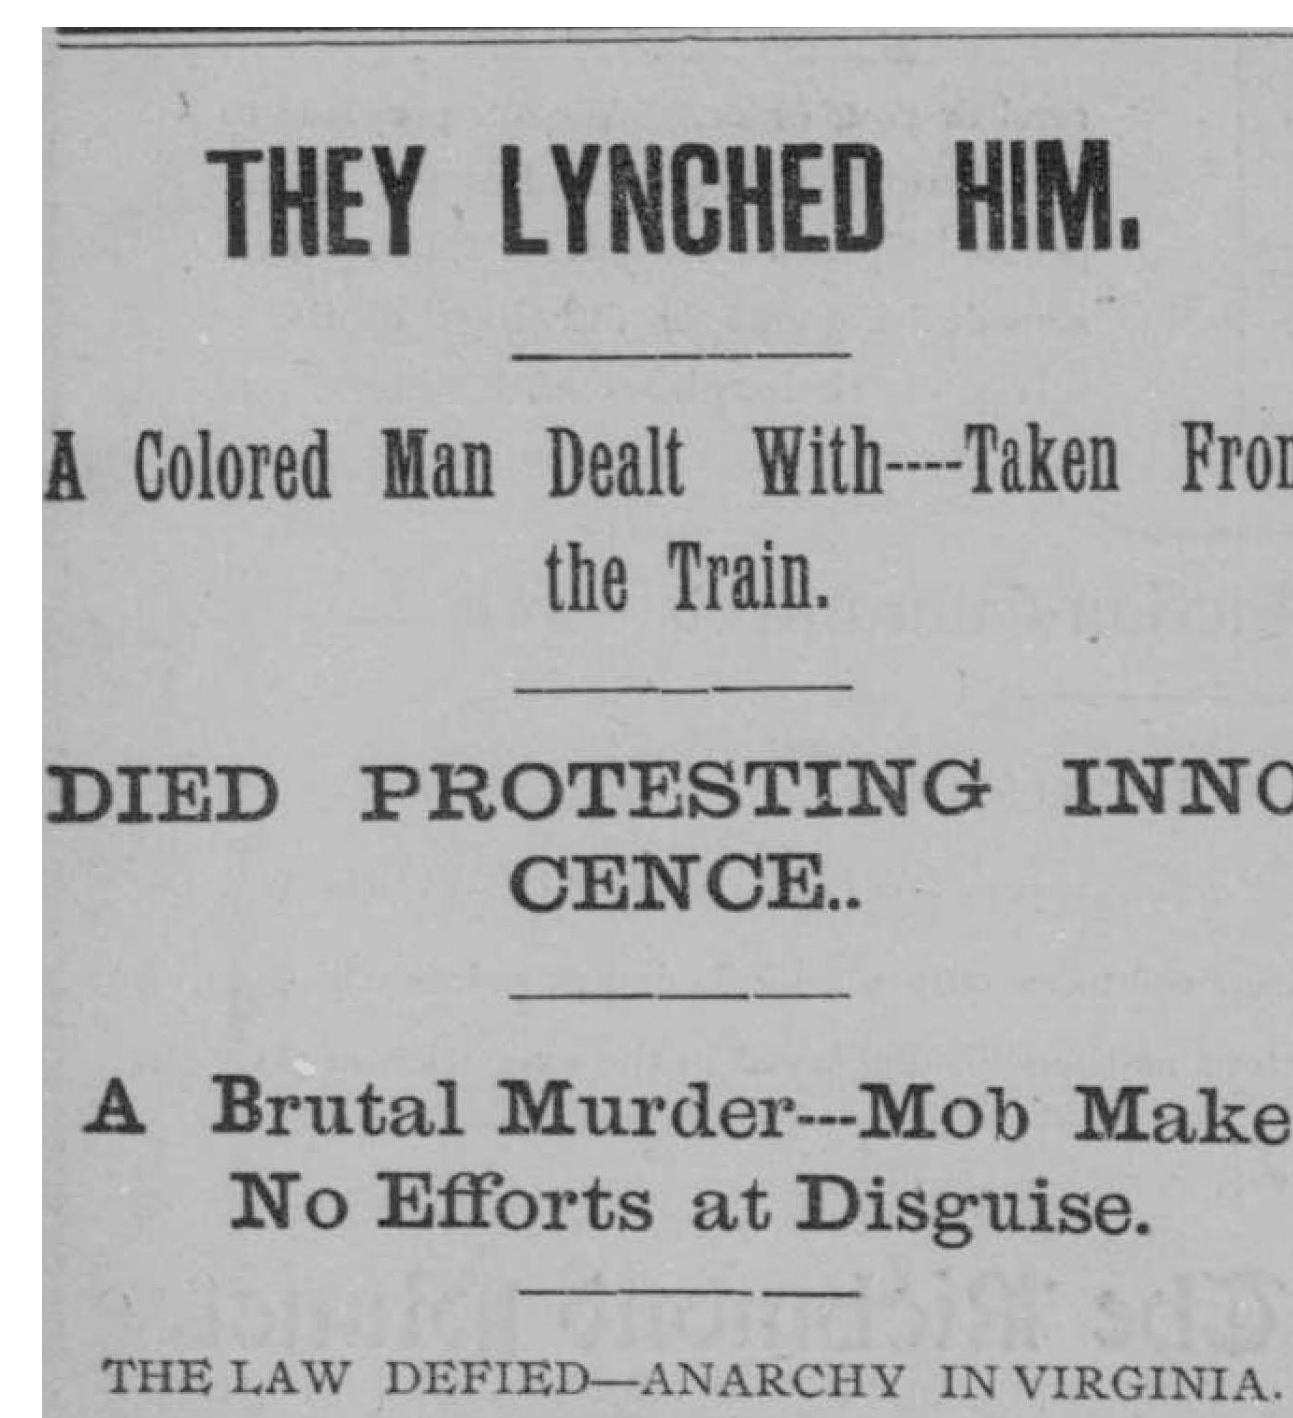 THEY LYNCHED HIM.
A Colored Man Dealt With----Taken Fro
the Train.
DIED PROTESTING INNO
CENCE..
A Brutal Murder---Mob Make
No Efforts at Disguise.
THE LAW DEFIED—ANARCHY IN VIRGINIA.